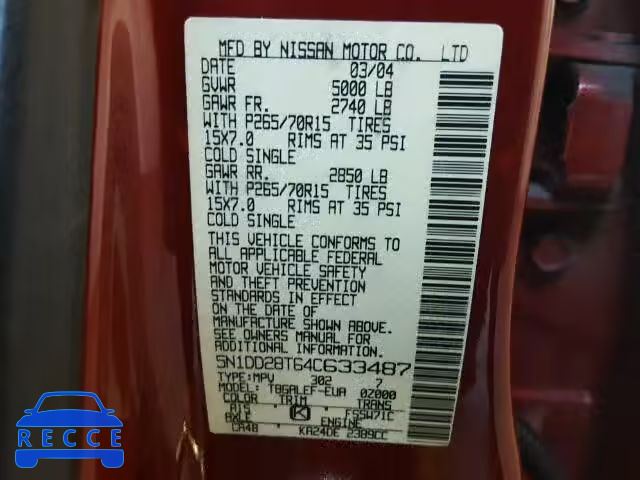 MFD BY NISSAN MOTOR CO. LTD
DATE 03/04
GVWR 5000 LB
GAWR FR. 2740 LB
WITH P265/70R15 TIRES
15X7.0 RIMS AT 35 PSI
COLD SINGLE
GAWR RR. 2850 LB
WITH P265/70R15 TIRES
15X7.0 RIMS AT 35 PSI
COLD SINGLE
THIS VEHICLE CONFORMS TO
ALL APPLICABLE FEDERAL
MOTOR VEHICLE SAFETY
AND THEFT PREVENTION
STANDARDS IN EFFECT
ON THE DATE OF
MANUFACTURE SHOWN ABOVE.
SEE OWNERS MANUAL FOR
ADDITIONAL INFORMATION.
5N1DD28T64C633487
TYPE:MPV 302 7
MODEL: TBGALEF-EUA 0Z000
COLOR TRIM TRANS
A15 K FS5W71C
AXLE ENGINE
CA48 KA24DE 2389CC
RECCE